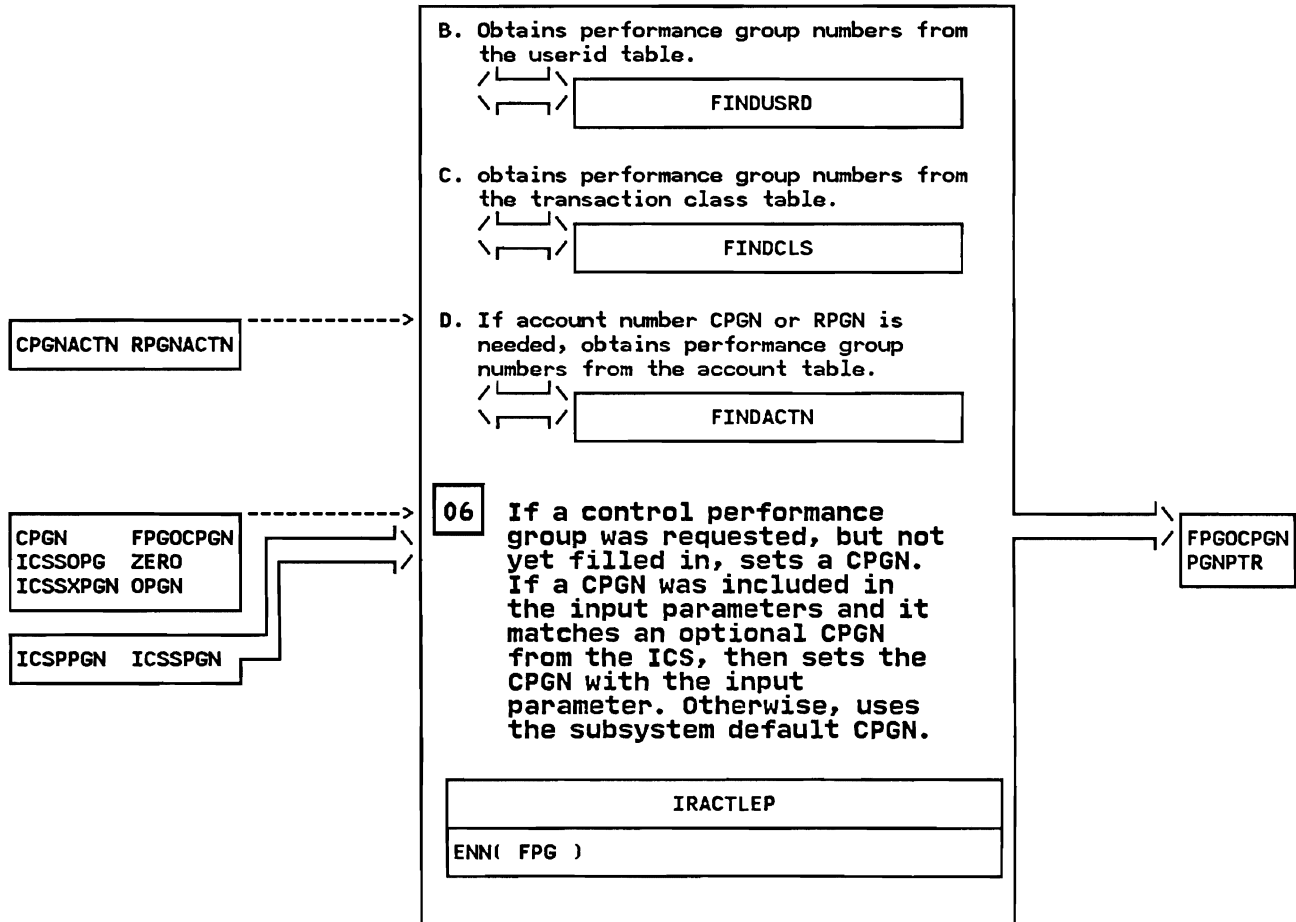 B. Obtains performance group numbers from
the userid table.
FINDUSRD
C. obtains performance group numbers from
the transaction class table.
FINDCLS
CPGNACTN RPGNACTN
D. If account number CPGN or RPGN is
needed, obtains performance group
numbers from the account table.
FINDACTN
CPGN FPGOCPGN
ICSSOPG ZERO
ICSSXPGN OPGN
ICSPPGN ICSSPGN
06 If a control performance
group was requested, but not
yet filled in, sets a CPGN.
If a CPGN was included in
the input parameters and it
matches an optional CPGN
from the ICS, then sets the
CPGN with the input
parameter. Otherwise, uses
the subsystem default CPGN.
FPGOCPGN
PGNPTR
IRACTLEP
ENN( FPG )